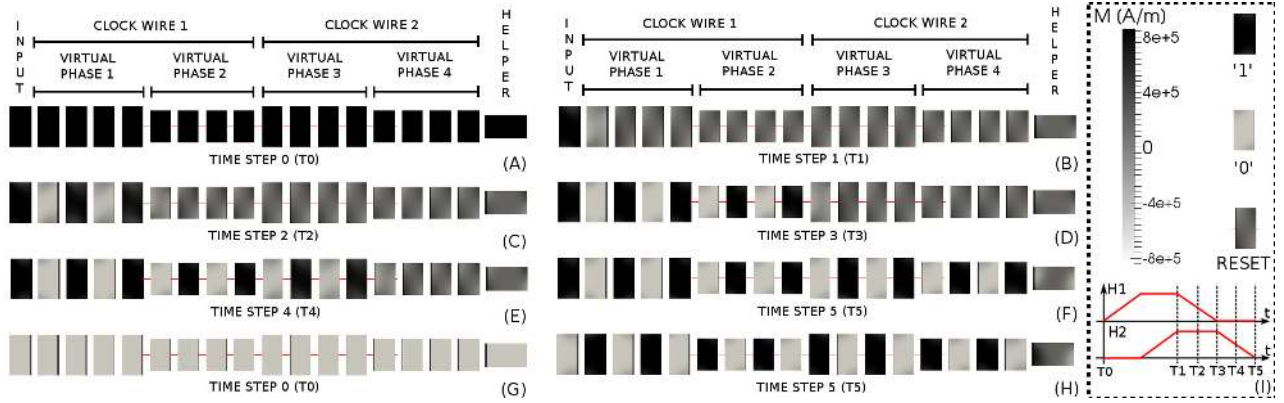 INPUT
CLOCK WIRE 1
CLOCK WIRE 2
HELPER
VIRTUAL PHASE 1
VIRTUAL PHASE 2
VIRTUAL PHASE 3
VIRTUAL PHASE 4
TIME STEP 0 (T0)
(A)
TIME STEP 2 (T2)
(C)
TIME STEP 4 (T4)
(E)
TIME STEP 0 (T0)
(G)
INPUT
CLOCK WIRE 1
CLOCK WIRE 2
HELPER
VIRTUAL PHASE 1
VIRTUAL PHASE 2
VIRTUAL PHASE 3
VIRTUAL PHASE 4
TIME STEP 1 (T1)
(B)
TIME STEP 3 (T3)
(D)
TIME STEP 5 (T5)
(F)
TIME STEP 5 (T5)
(H)
M (A/m)
8e+5
4e+5
0
-4e+5
-8e+5
'1'
'0'
RESET
H1
t
H2
t
T0
T1 T2 T3 T4 T5
(I)